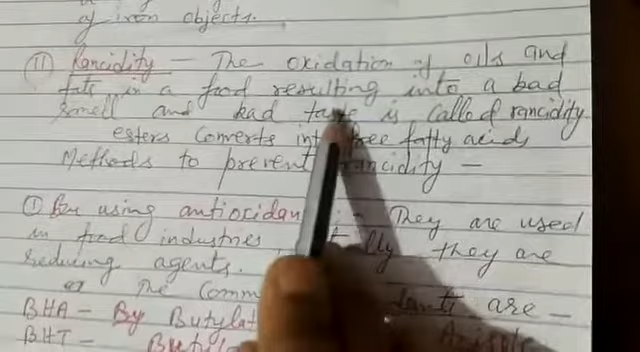 of iron objects.
(II) Rancidity - The oxidation of oils and
fats in a food resulting into a bad
smell and bad taste is called rancidity
esters converts into free fatty acids
Methods to prevent rancidity -
① By using antioxidan :- They are used
in food industries, they are
reducing agents.
The Comm are -
BHA - By Butylat Anisole
BHT -